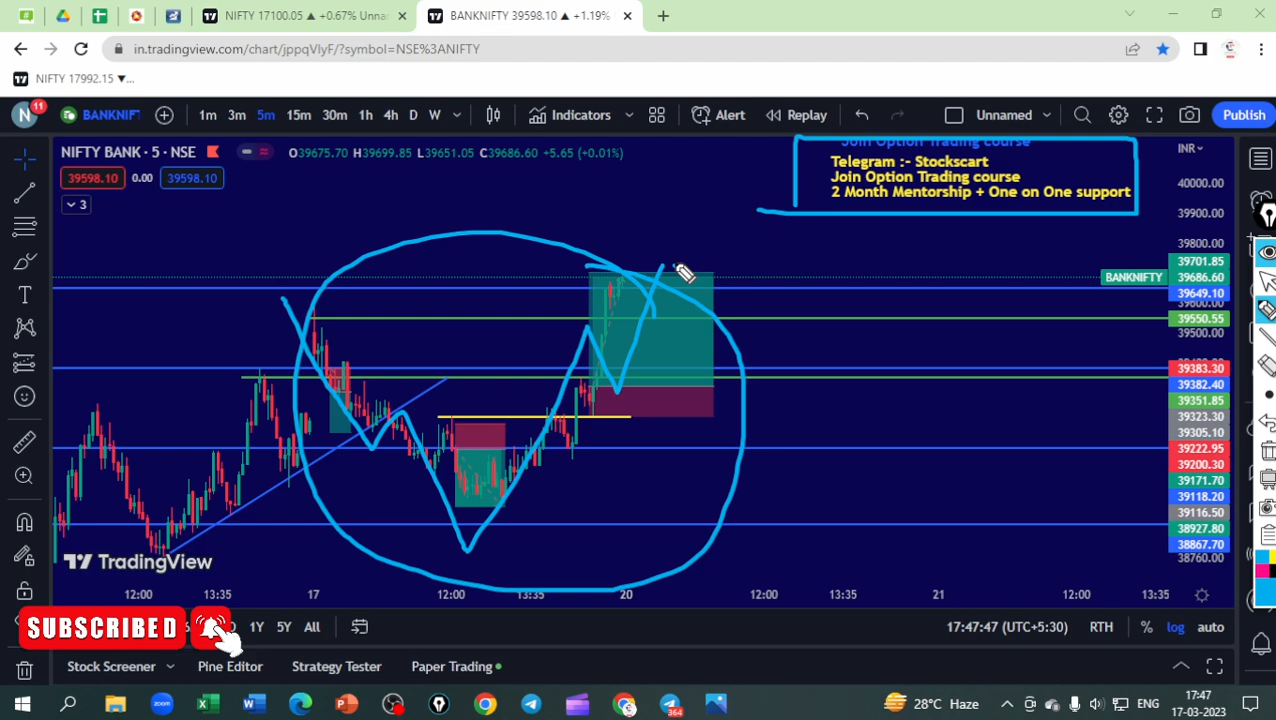 NIFTY 17100.05 ▲ +0.67% Unna
BANKNIFTY 39598.10 ▲ +1.19%
in.tradingview.com/chart/jppqVlyF/?symbol=NSE%3ANIFTY
NIFTY 17992.15 ▼...
N 11 BANKNIFT 1m 3m 5m 15m 30m 1h 4h D W Indicators Alert Replay Unnamed Publish
NIFTY BANK · 5 · NSE O39675.70 H39699.85 L39651.05 C39686.60 +5.65 (+0.01%)
39598.10 0.00 39598.10
3
Join Option Trading course
Telegram :- Stockscart
Join Option Trading course
2 Month Mentorship + One on One support
INR
40000.00
39900.00
39800.00
39701.85
BANKNIFTY 39686.60
39649.10
39600.00
39550.55
39500.00
39383.30
39382.40
39351.85
39323.30
39305.10
39222.95
39200.30
39171.70
39118.20
39116.50
38927.80
38867.70
38760.00
TradingView
12:00 13:35 17 12:00 13:35 20 12:00 13:35 21 12:00 13:35
SUBSCRIBED
1Y 5Y All 17:47:47 (UTC+5:30) RTH % log auto
Stock Screener Pine Editor Strategy Tester Paper Trading
364 28°C Haze ENG 17:47
17-03-2023